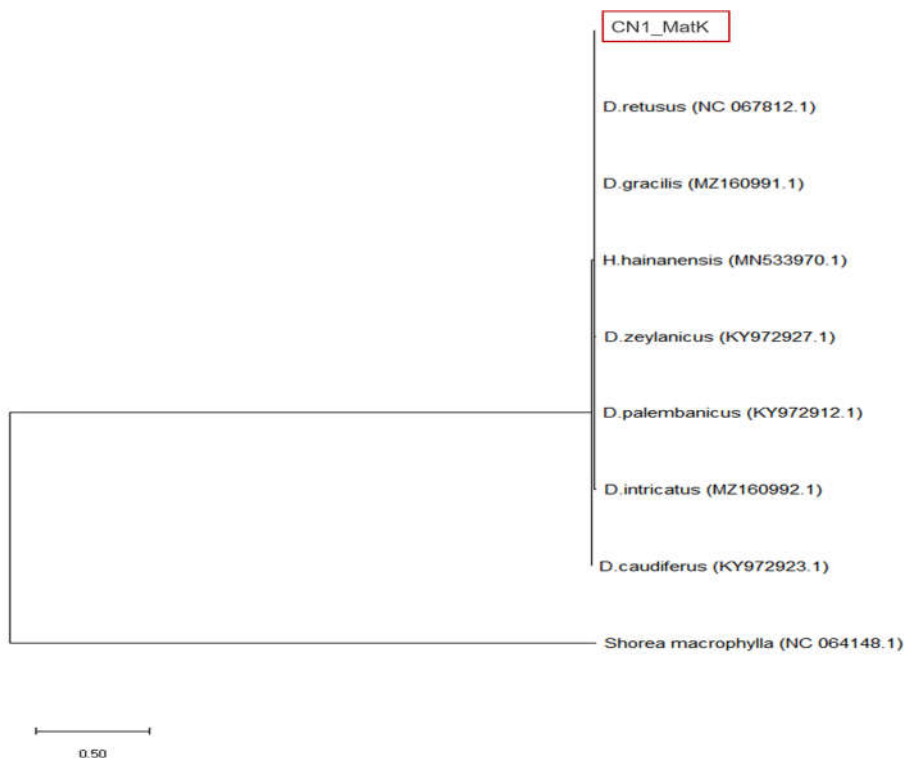 CN1_MatK
D.retusus (NC 067812.1)
D.gracilis (MZ160991.1)
H.hainanensis (MN533970.1)
D.zeylanicus (KY972927.1)
D.palembanicus (KY972912.1)
D.intricatus (MZ160992.1)
D.caudiferus (KY972923.1)
Shorea macrophylla (NC 064148.1)
0.50